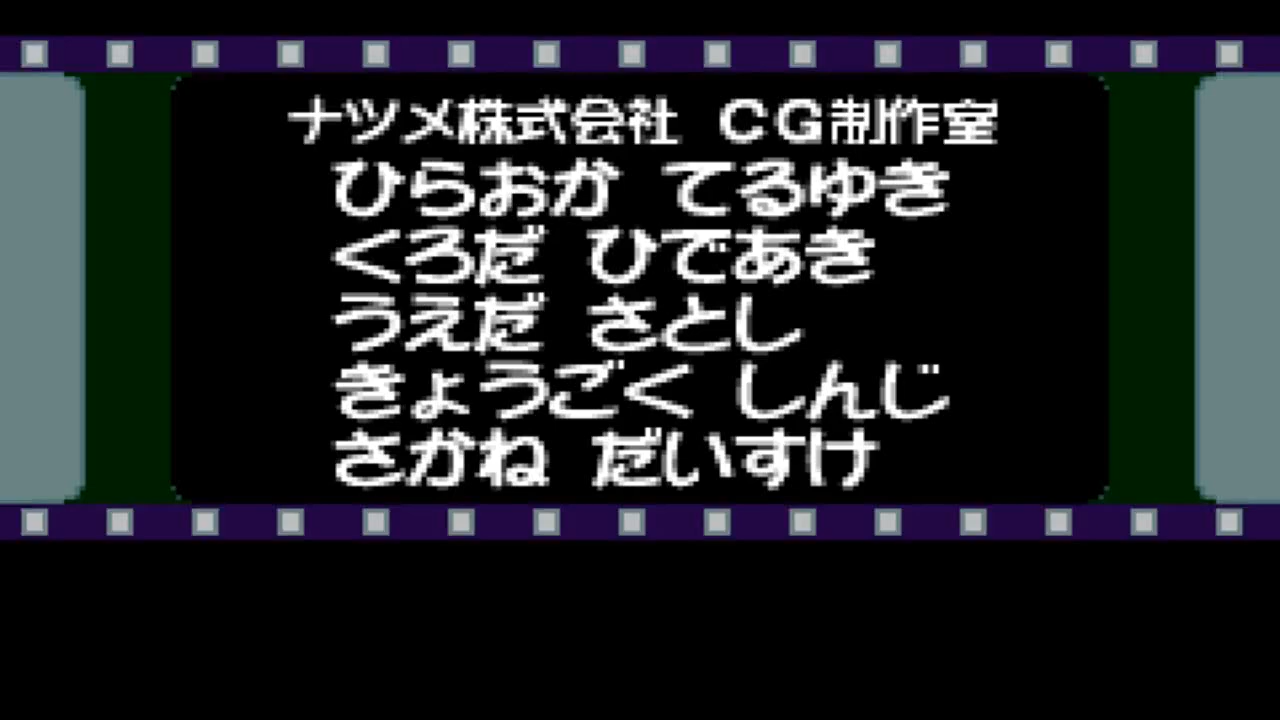 ナツメ株式会社 CG制作室
ひらおか てるゆき
くろだ ひであき
うえだ さとし
きょうごく しんじ
さかね だいすけ